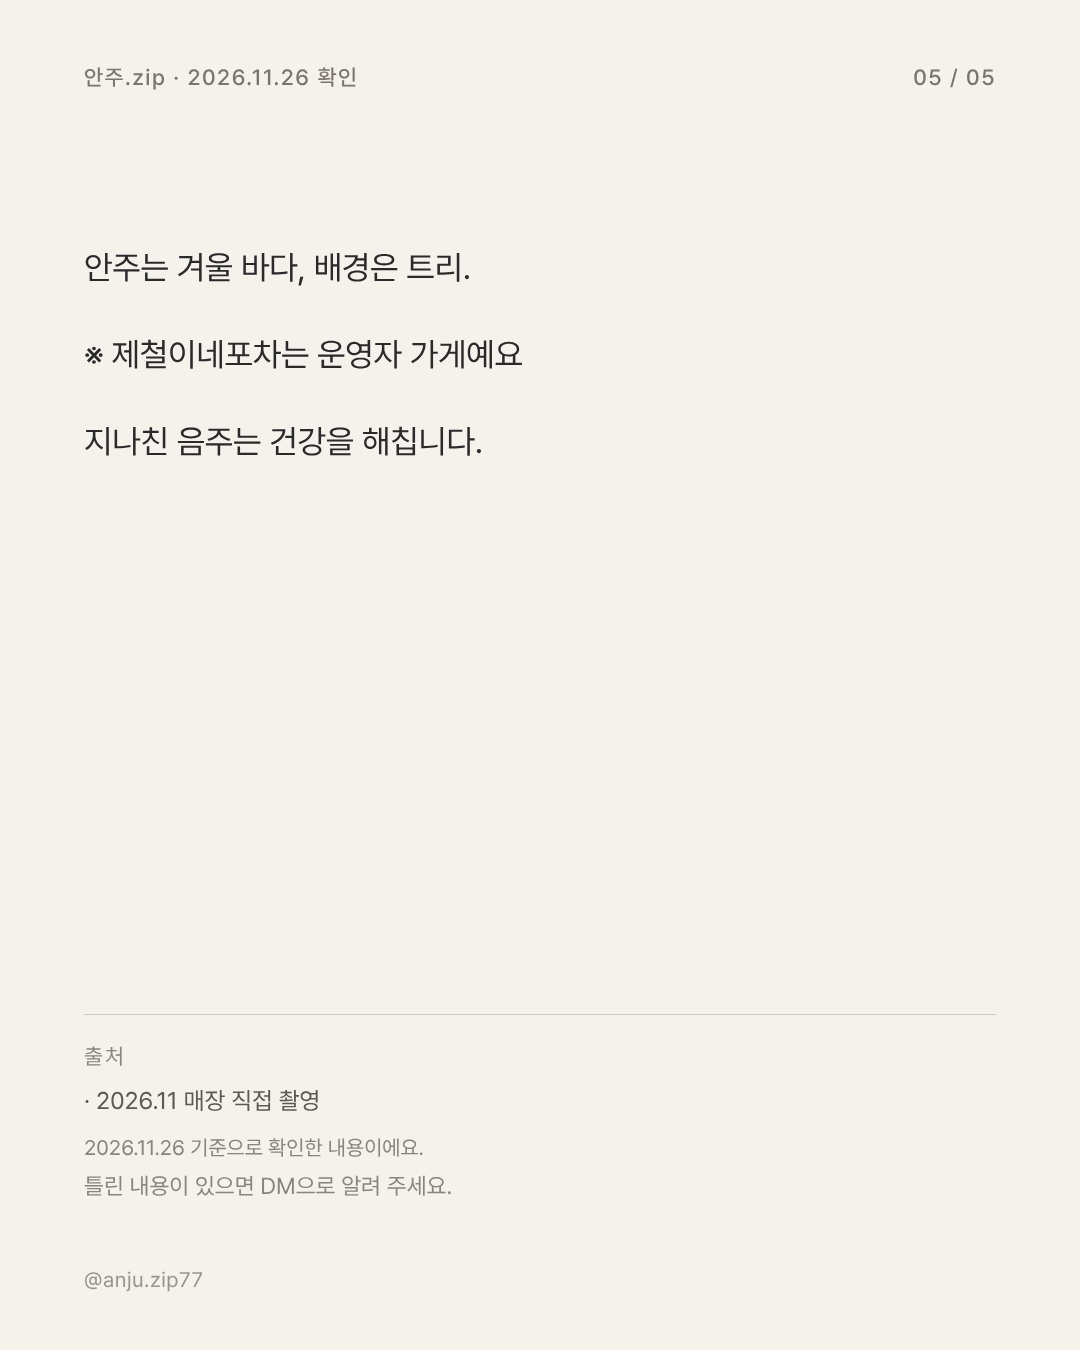 안주.zip · 2026.11.26 확인
05 / 05
안주는 겨울 바다, 배경은 트리.
※ 제철이네포차는 운영자 가게예요
지나친 음주는 건강을 해칩니다.
출처
· 2026.11 매장 직접 촬영
2026.11.26 기준으로 확인한 내용이에요.
틀린 내용이 있으면 DM으로 알려 주세요.
@anju.zip77